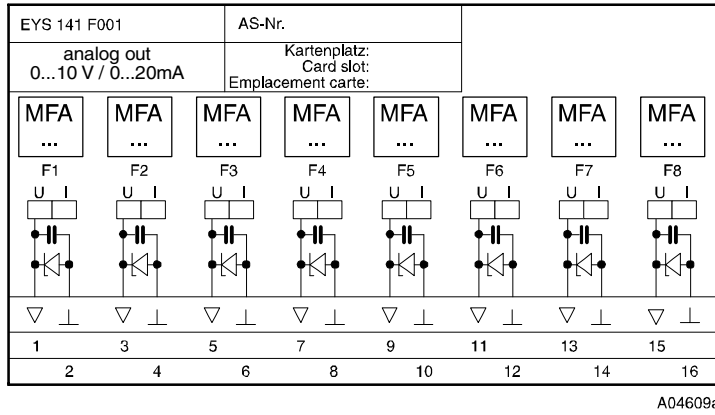 EYS 141 F001 AS-Nr.
analog out
0...10 V / 0...20mA
Kartenplatz:
Card slot:
Emplacement carte:
MFA MFA MFA MFA MFA MFA MFA MFA
... ... ... ... ... ... ... ...
F1 F2 F3 F4 F5 F6 F7 F8
U I U I U I U I U I U I U I U I
1 3 5 7 9 11 13 15
2 4 6 8 10 12 14 16
A04609a